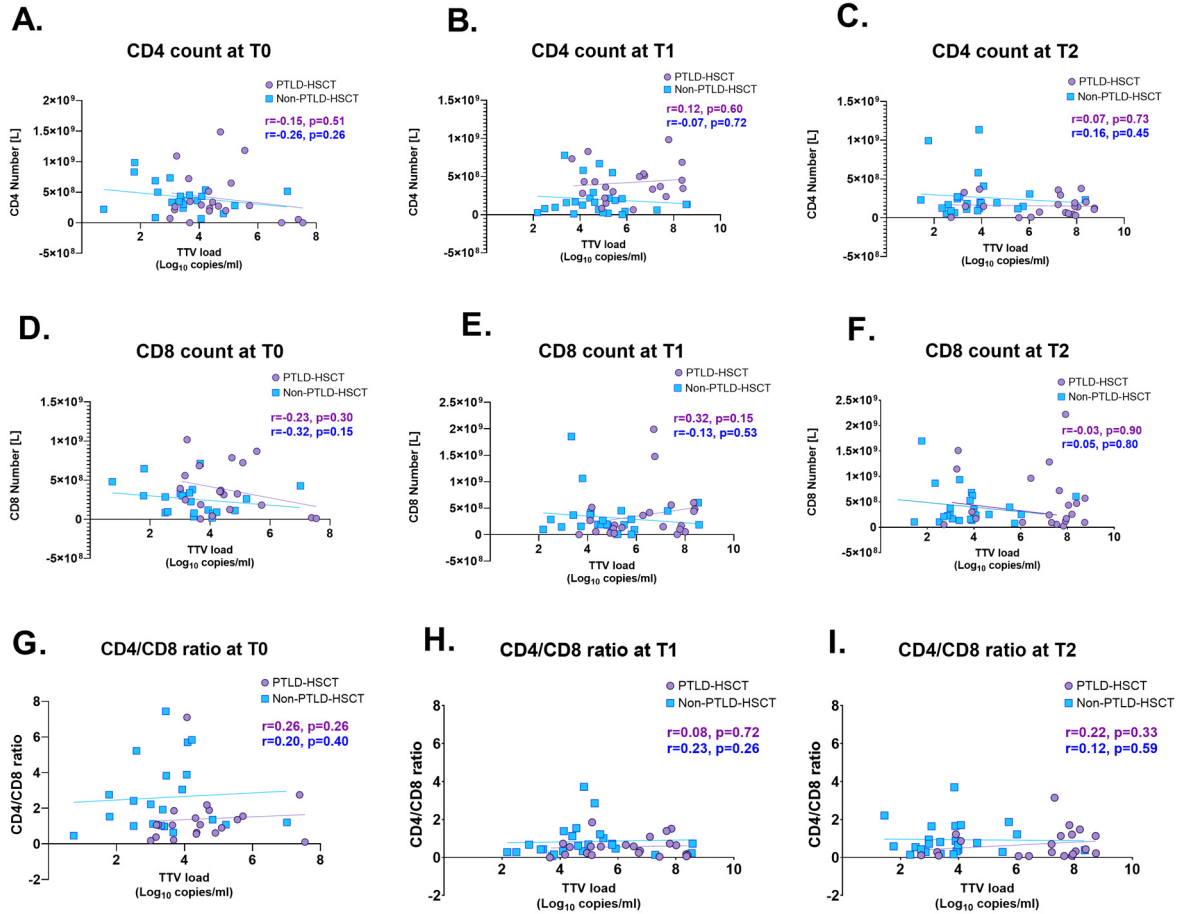 A.
CD4 count at T0
PTLD-HSCT
Non-PTLD-HSCT
r=-0.15, p=0.51
r=-0.26, p=0.26
CD4 Number [L]
2×10⁹
1.5×10⁹
1×10⁹
5×10⁸
0
-5×10⁸
2 4 6 8
TTV load
(Log₁₀ copies/ml)
B.
CD4 count at T1
PTLD-HSCT
Non-PTLD-HSCT
r=0.12, p=0.60
r=-0.07, p=0.72
CD4 Number [L]
1.5×10⁹
1×10⁹
5×10⁸
0
-5×10⁸
2 4 6 8 10
TTV load
(Log₁₀ copies/ml)
C.
CD4 count at T2
PTLD-HSCT
Non-PTLD-HSCT
r=0.07, p=0.73
r=0.16, p=0.45
CD4 Number [L]
1.5×10⁹
1×10⁹
5×10⁸
0
-5×10⁸
2 4 6 8 10
TTV load
(Log₁₀ copies/ml)
D.
CD8 count at T0
PTLD-HSCT
Non-PTLD-HSCT
r=-0.23, p=0.30
r=-0.32, p=0.15
CD8 Number [L]
1.5×10⁹
1×10⁹
5×10⁸
0
-5×10⁸
2 4 6 8
TTV load
(Log₁₀ copies/ml)
E.
CD8 count at T1
PTLD-HSCT
Non-PTLD-HSCT
r=0.32, p=0.15
r=-0.13, p=0.53
CD8 Number [L]
2.5×10⁹
2×10⁹
1.5×10⁹
1×10⁹
5×10⁸
0
-5×10⁸
2 4 6 8 10
TTV load
(Log₁₀ copies/ml)
F.
CD8 count at T2
PTLD-HSCT
Non-PTLD-HSCT
r=-0.03, p=0.90
r=0.05, p=0.80
CD8 Number [L]
2.5×10⁹
2×10⁹
1.5×10⁹
1×10⁹
5×10⁸
0
-5×10⁸
2 4 6 8 10
TTV load
(Log₁₀ copies/ml)
G.
CD4/CD8 ratio at T0
PTLD-HSCT
Non-PTLD-HSCT
r=0.26, p=0.26
r=0.20, p=0.40
CD4/CD8 ratio
8
6
4
2
0
-2
2 4 6 8
TTV load
(Log₁₀ copies/ml)
H.
CD4/CD8 ratio at T1
PTLD-HSCT
Non-PTLD-HSCT
r=0.08, p=0.72
r=0.23, p=0.26
CD4/CD8 ratio
8
6
4
2
0
-2
2 4 6 8 10
TTV load
(Log₁₀ copies/ml)
I.
CD4/CD8 ratio at T2
PTLD-HSCT
Non-PTLD-HSCT
r=0.22, p=0.33
r=0.12, p=0.59
CD4/CD8 ratio
8
6
4
2
0
-2
2 4 6 8 10
TTV load
(Log₁₀ copies/ml)